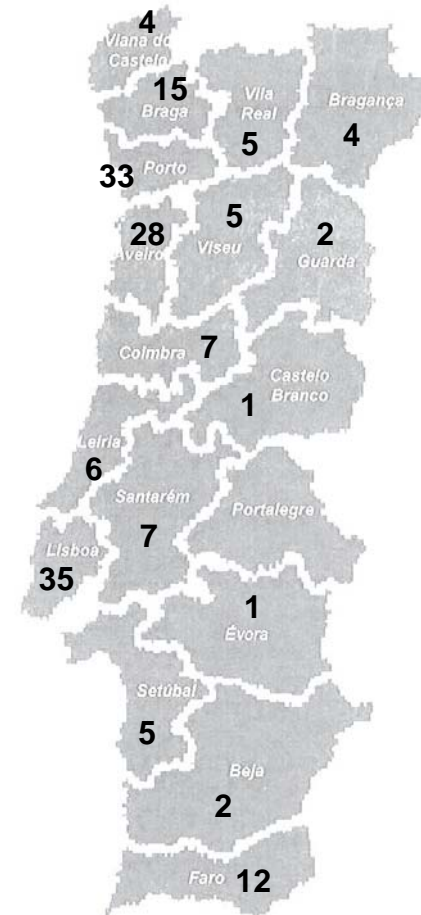 4
Viana do
Castelo
15
Braga
Vila
Real
5
Bragança
4
33
Porto
28
Aveiro
5
Viseu
2
Guarda
Coimbra
7
Castelo
Branco
1
Leiria
6
Santarém
7
Portalegre
Lisboa
35
1
Évora
Setúbal
5
Beja
2
Faro
12